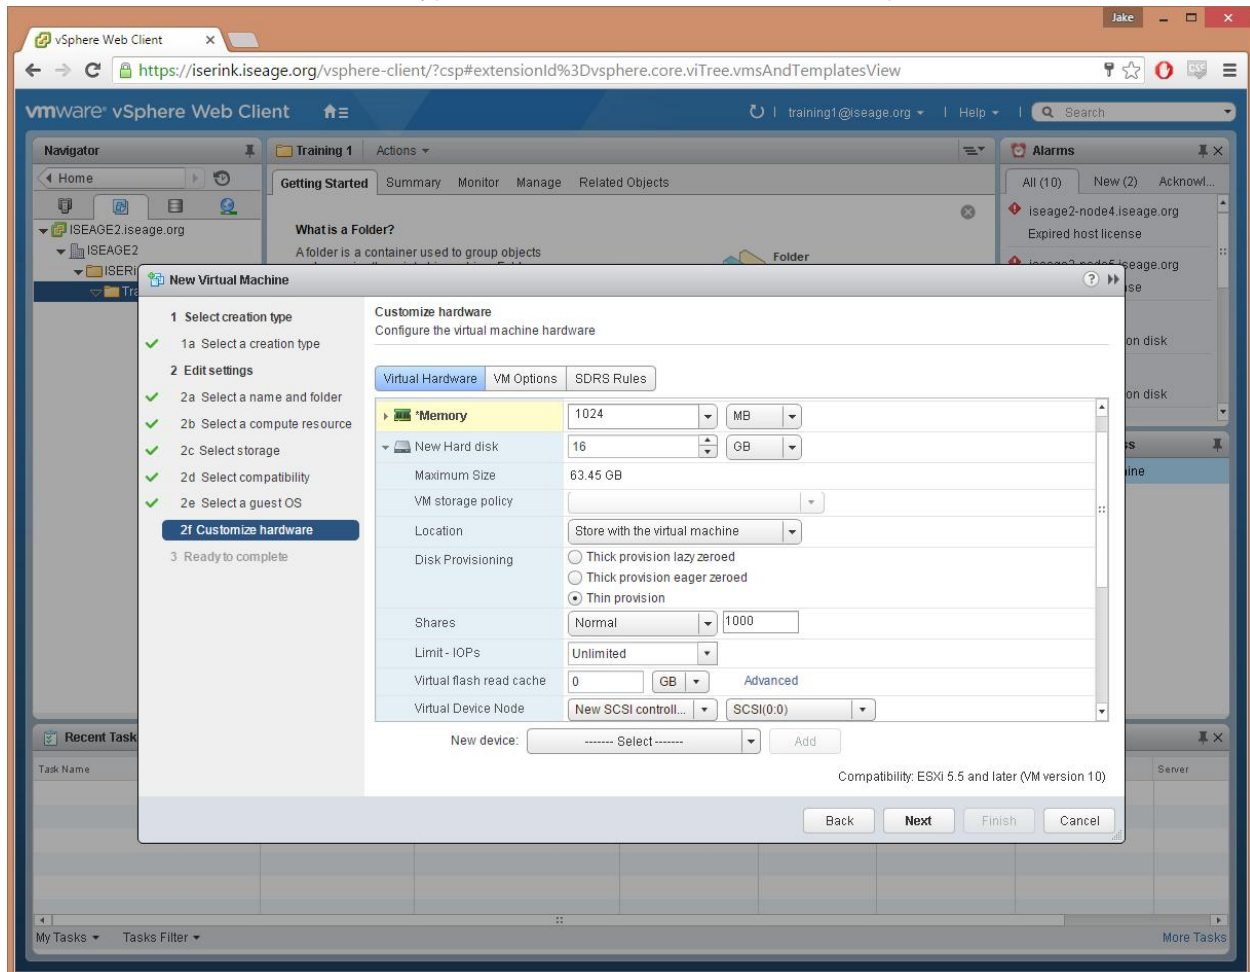 Jake
vSphere Web Client
https://iserink.iseage.org/vsphere-client/?csp#extensionId%3Dvsphere.core.viTree.vmsAndTemplatesView
vmware® vSphere Web Client
training1@iseage.org
Help
Search
Navigator
Home
ISEAGE2.iseage.org
ISEAGE2
ISERi
Tra
Training 1
Actions
Getting Started
Summary
Monitor
Manage
Related Objects
What is a Folder?
A folder is a container used to group objects
Folder
Alarms
All (10)
New (2)
Acknowl...
iseage2-node4.iseage.org
Expired host license
on disk
on disk
New Virtual Machine
1 Select creation type
1a Select a creation type
2 Edit settings
2a Select a name and folder
2b Select a compute resource
2c Select storage
2d Select compatibility
2e Select a guest OS
2f Customize hardware
3 Ready to complete
Customize hardware
Configure the virtual machine hardware
Virtual Hardware
VM Options
SDRS Rules
*Memory
1024
MB
New Hard disk
16
GB
Maximum Size
63.45 GB
VM storage policy
Location
Store with the virtual machine
Disk Provisioning
Thick provision lazy zeroed
Thick provision eager zeroed
Thin provision
Shares
Normal
1000
Limit - IOPs
Unlimited
Virtual flash read cache
0
GB
Advanced
Virtual Device Node
New SCSI controll...
SCSI(0:0)
New device:
------- Select -------
Add
Compatibility: ESXi 5.5 and later (VM version 10)
Back
Next
Finish
Cancel
Recent Task
Task Name
Server
My Tasks
Tasks Filter
More Tasks